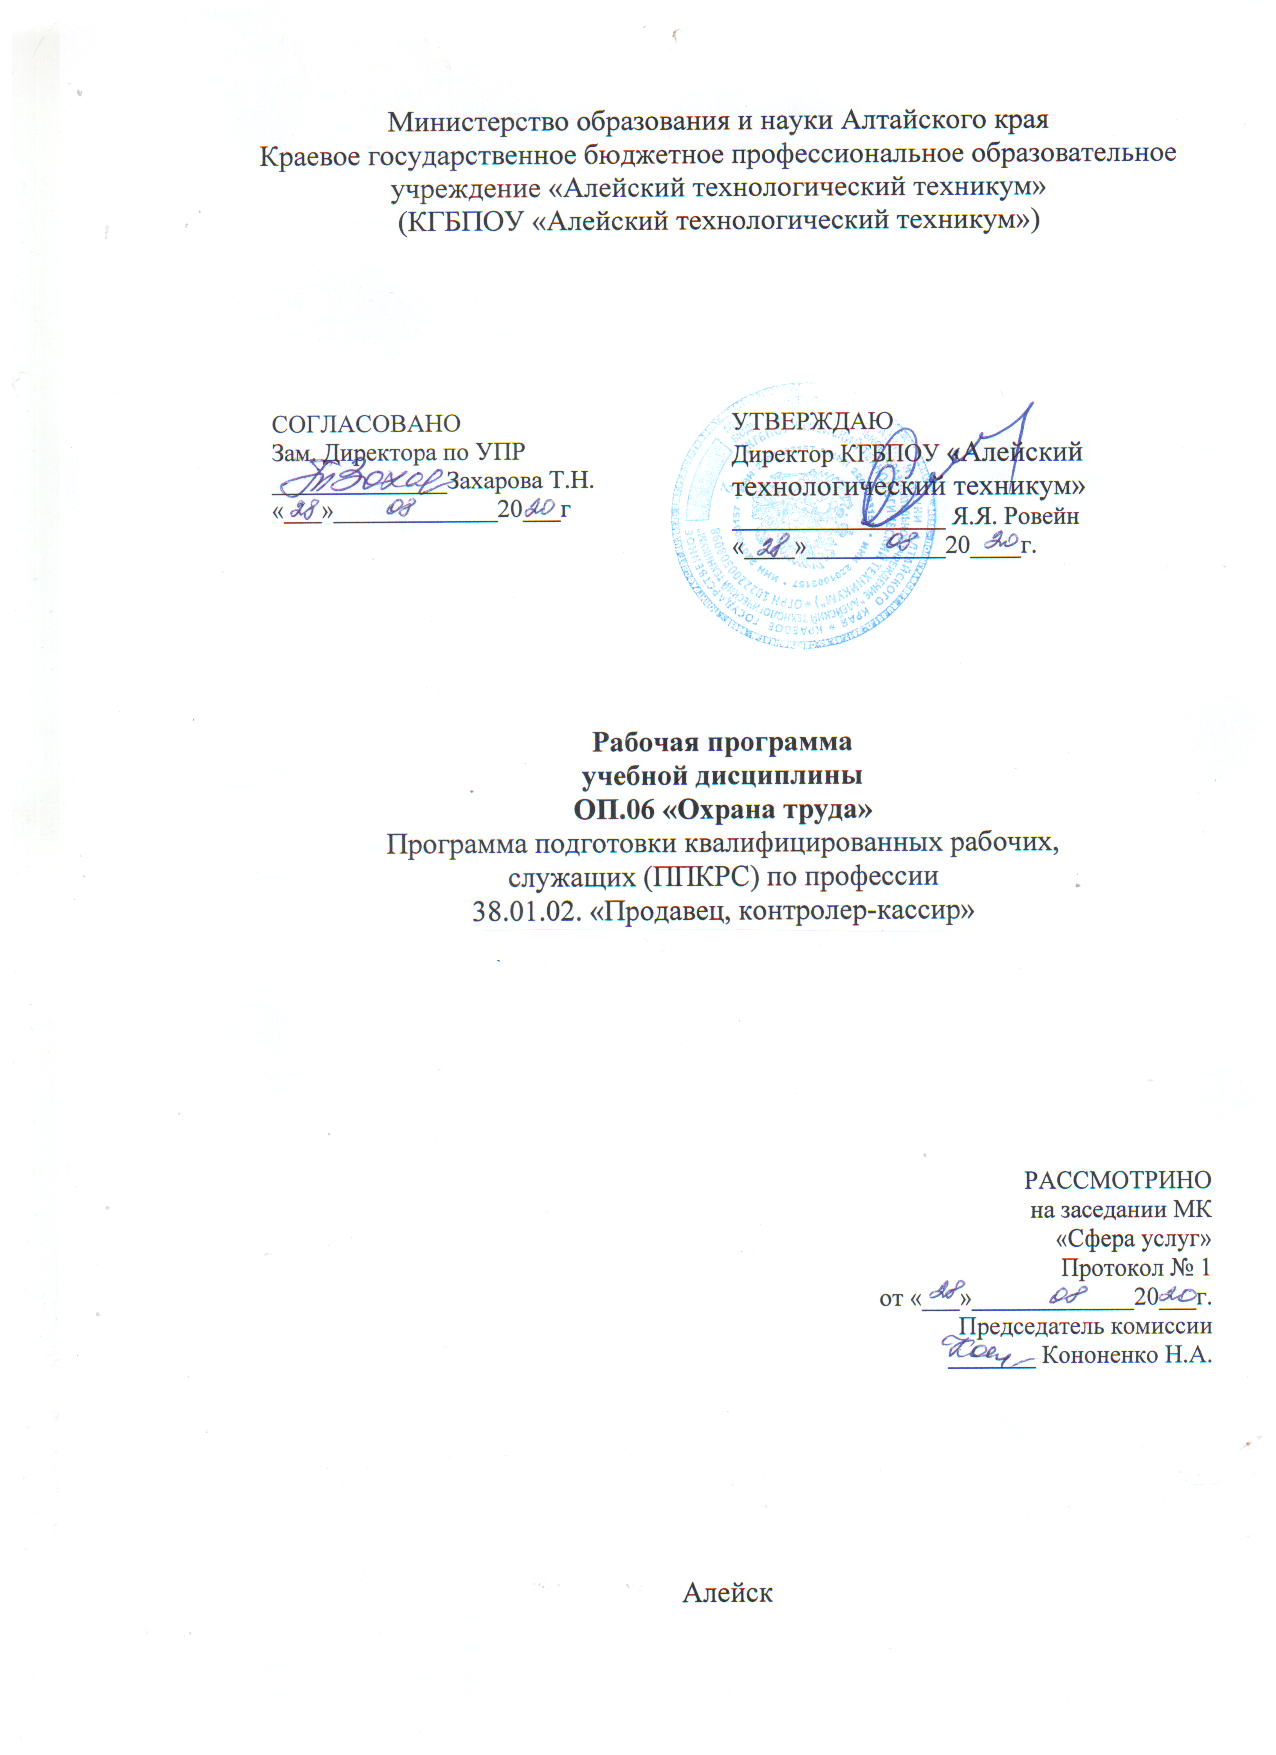 Министерство образования и науки Алтайского края
Краевое государственное бюджетное профессиональное образовательное
учреждение «Алейский технологический техникум»
(КГБПОУ «Алейский технологический техникум»)
СОГЛАСОВАНО
Зам. Директора по УПР
Захарова Т.Н.
«28» 08 2020г
УТВЕРЖДАЮ
Директор КГБПОУ «Алейский
технологический техникум»
Я.Я. Ровейн
«28» 08 2020г.
Рабочая программа
учебной дисциплины
ОП.06 «Охрана труда»
Программа подготовки квалифицированных рабочих,
служащих (ППКРС) по профессии
38.01.02. «Продавец, контролер-кассир»
РАССМОТРИНО
на заседании МК
«Сфера услуг»
Протокол № 1
от «28» 08 2020г.
Председатель комиссии
Кононенко Н.А.
Алейск